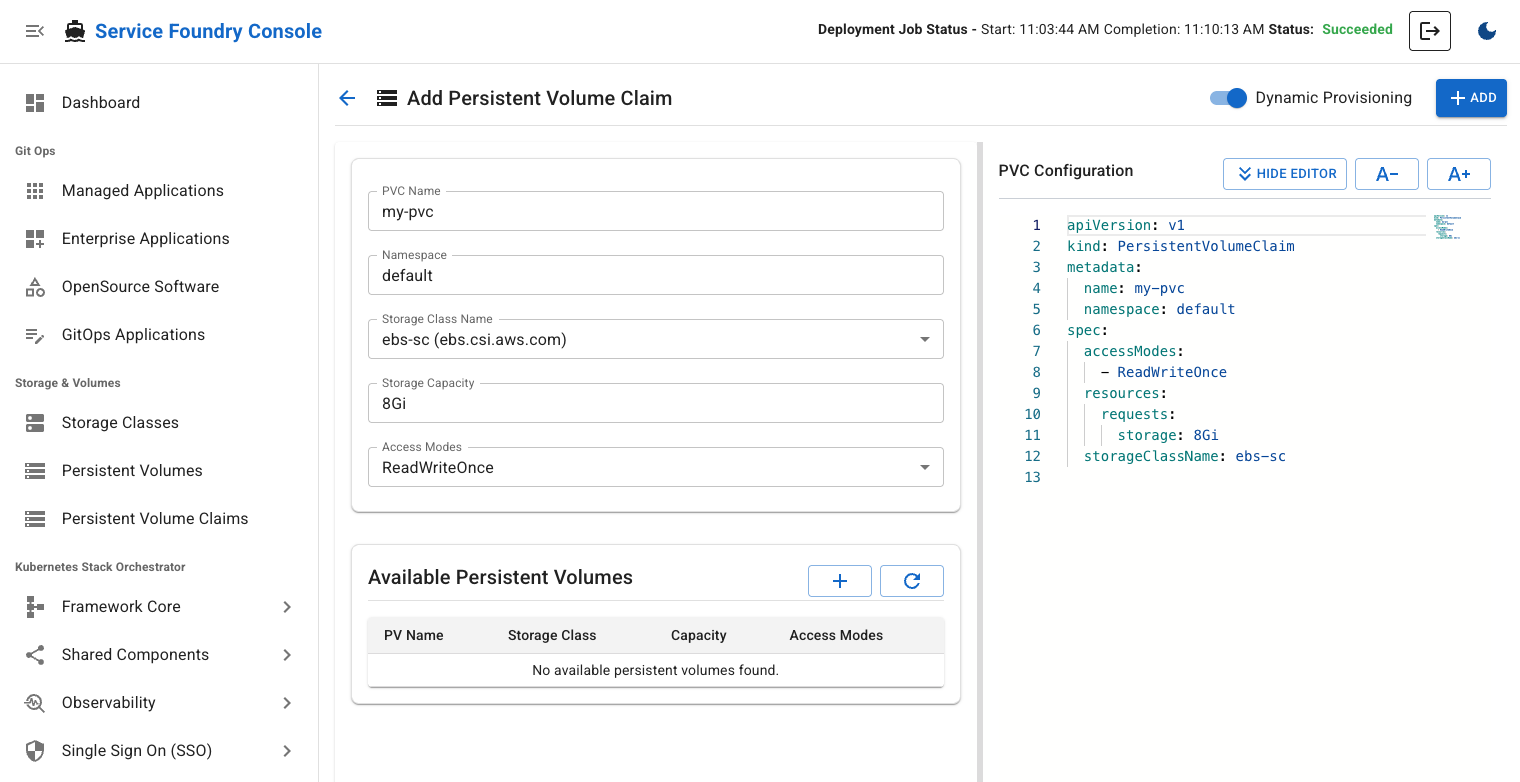 Service Foundry Console
Deployment Job Status - Start: 11:03:44 AM Completion: 11:10:13 AM Status: Succeeded
Dashboard
Git Ops
Managed Applications
Enterprise Applications
OpenSource Software
GitOps Applications
Storage & Volumes
Storage Classes
Persistent Volumes
Persistent Volume Claims
Kubernetes Stack Orchestrator
Framework Core
Shared Components
Observability
Single Sign On (SSO)
Add Persistent Volume Claim
Dynamic Provisioning
ADD
PVC Name
my-pvc
Namespace
default
Storage Class Name
ebs-sc (ebs.csi.aws.com)
Storage Capacity
8Gi
Access Modes
ReadWriteOnce
Available Persistent Volumes
PV Name Storage Class Capacity Access Modes
No available persistent volumes found.
PVC Configuration
HIDE EDITOR
A-
A+
1 apiVersion: v1
2 kind: PersistentVolumeClaim
3 metadata:
4 name: my-pvc
5 namespace: default
6 spec:
7 accessModes:
8 - ReadWriteOnce
9 resources:
10 requests:
11 storage: 8Gi
12 storageClassName: ebs-sc
13